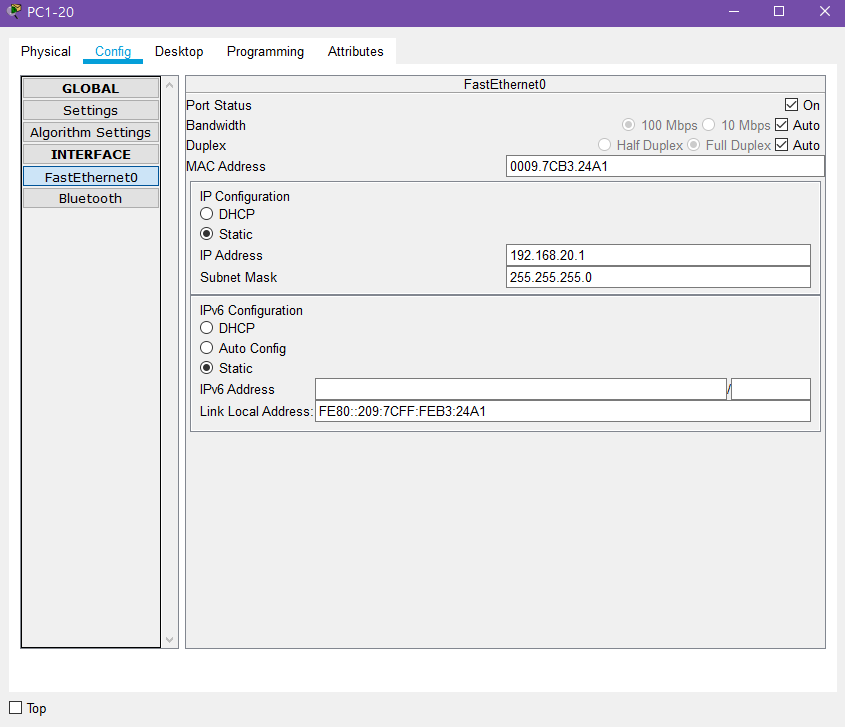 PC1-20
Physical Config Desktop Programming Attributes
GLOBAL
Settings
Algorithm Settings
INTERFACE
FastEthernet0
Bluetooth
FastEthernet0
Port Status On
Bandwidth 100 Mbps 10 Mbps Auto
Duplex Half Duplex Full Duplex Auto
MAC Address 0009.7CB3.24A1
IP Configuration
DHCP
Static
IP Address 192.168.20.1
Subnet Mask 255.255.255.0
IPv6 Configuration
DHCP
Auto Config
Static
IPv6 Address /
Link Local Address: FE80::209:7CFF:FEB3:24A1
Top